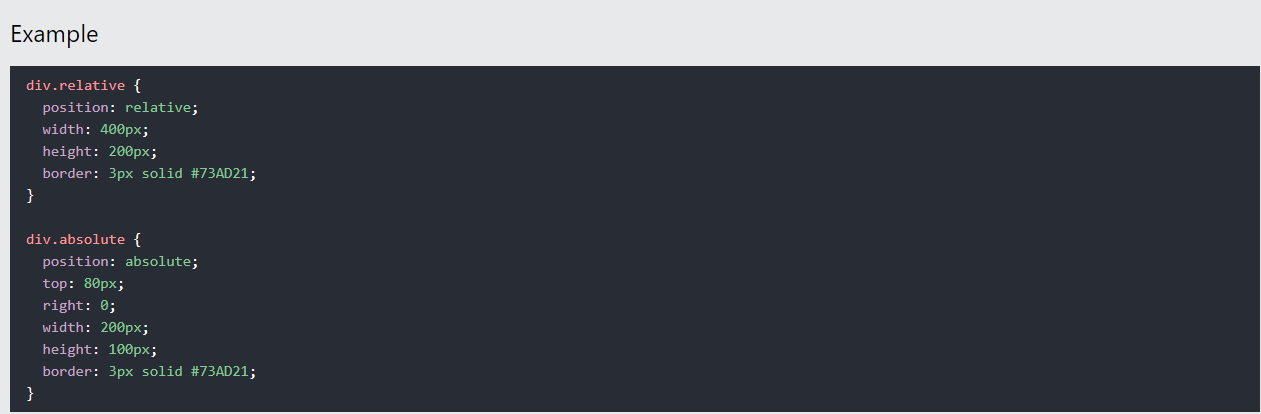 Example
div.relative {
  position: relative;
  width: 400px;
  height: 200px;
  border: 3px solid #73AD21;
}

div.absolute {
  position: absolute;
  top: 80px;
  right: 0;
  width: 200px;
  height: 100px;
  border: 3px solid #73AD21;
}